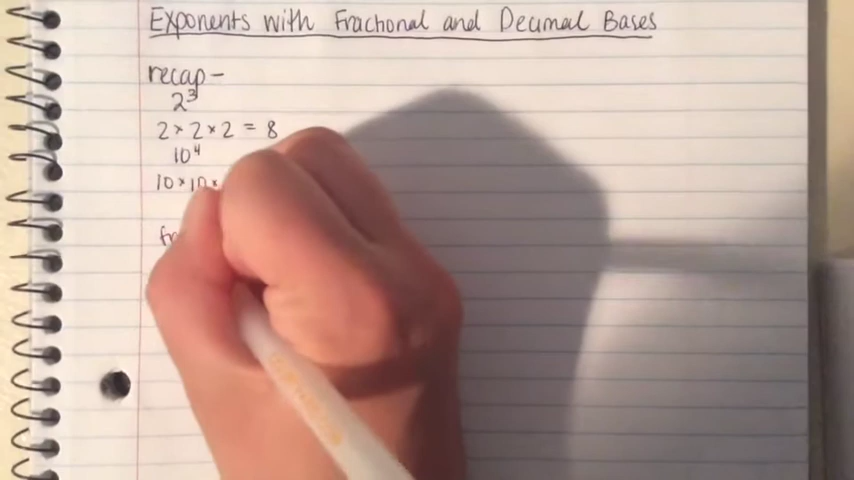 Exponents with Fractional and Decimal Bases
recap-
2³
2 × 2 × 2 = 8
10⁴
10 × 10 ×